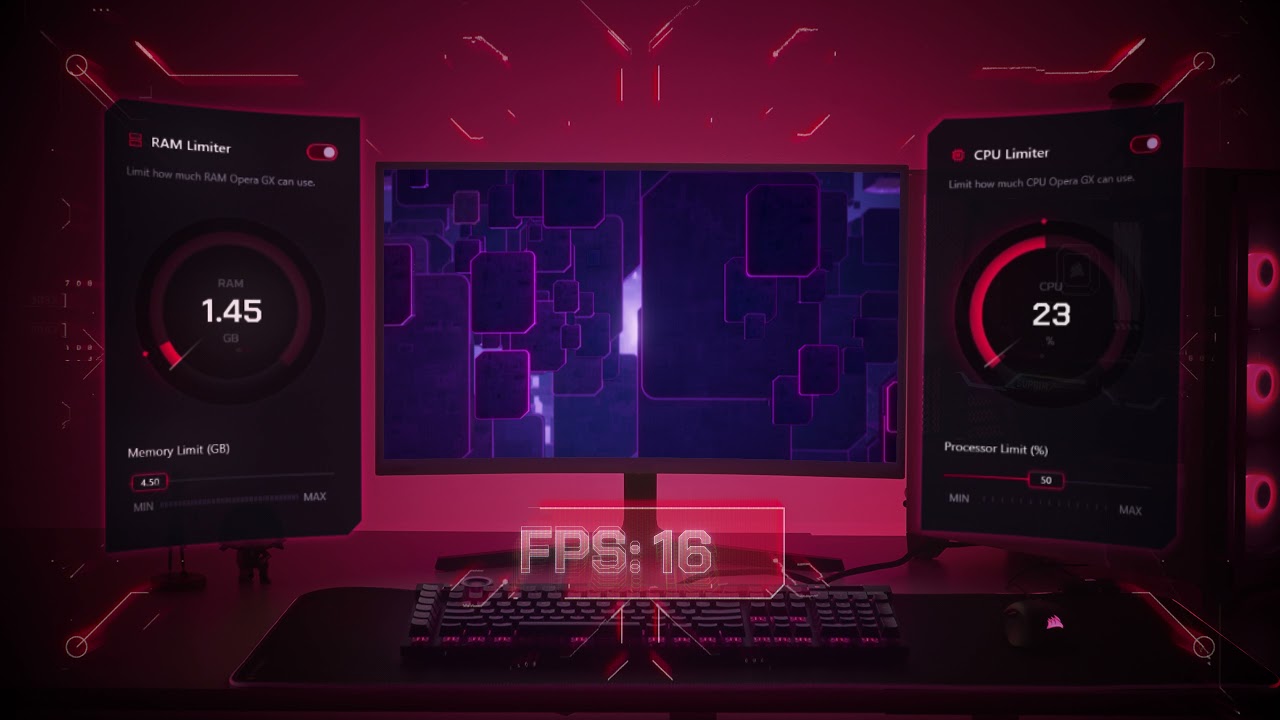 RAM Limiter
Limit how much RAM Opera GX can use.
RAM
1.45
GB
Memory Limit (GB)
4.50
MIN
MAX
CPU Limiter
Limit how much CPU Opera GX can use.
CPU
23
%
Processor Limit (%)
50
MIN
MAX
FPS: 16
700